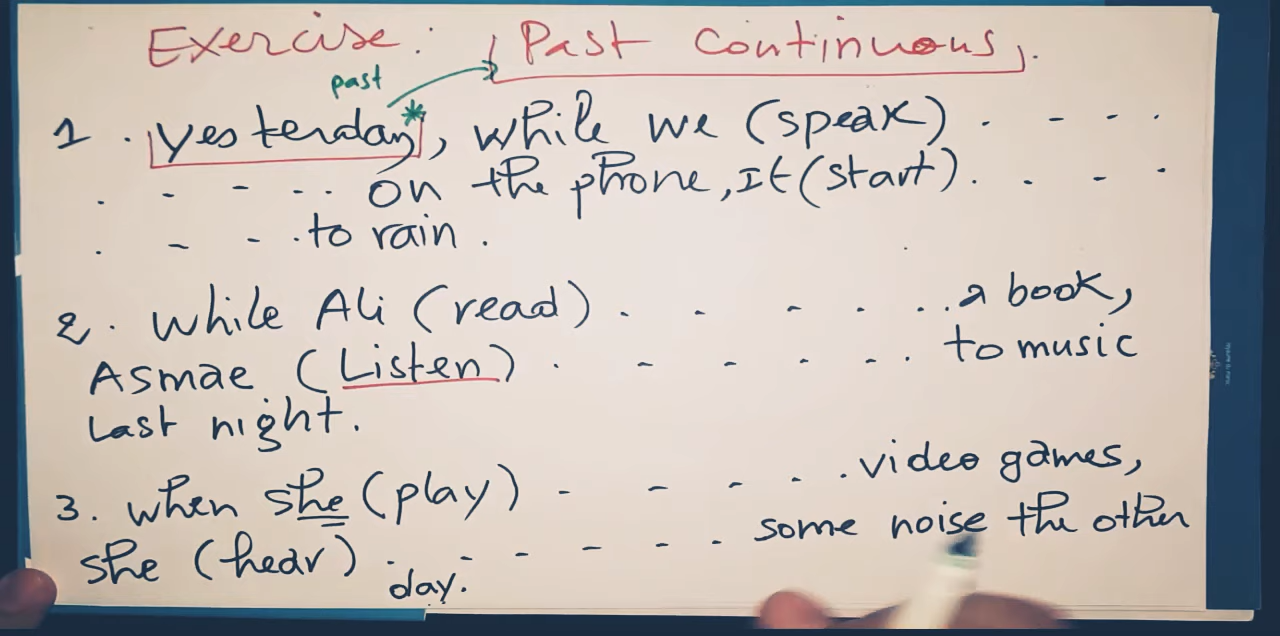 Exercise: Past Continuous.
past
1. yesterday*, while we (speak) . - - .
. - - .. on the phone, It (start). . - .
. - - . to rain.
2. while Ali (read) . - - . .. a book,
Asmae (Listen) . - - - - . to music
Last night.
3. when she (play) - - - . . video games,
she (hear) . - - - - . some noise the other
day.